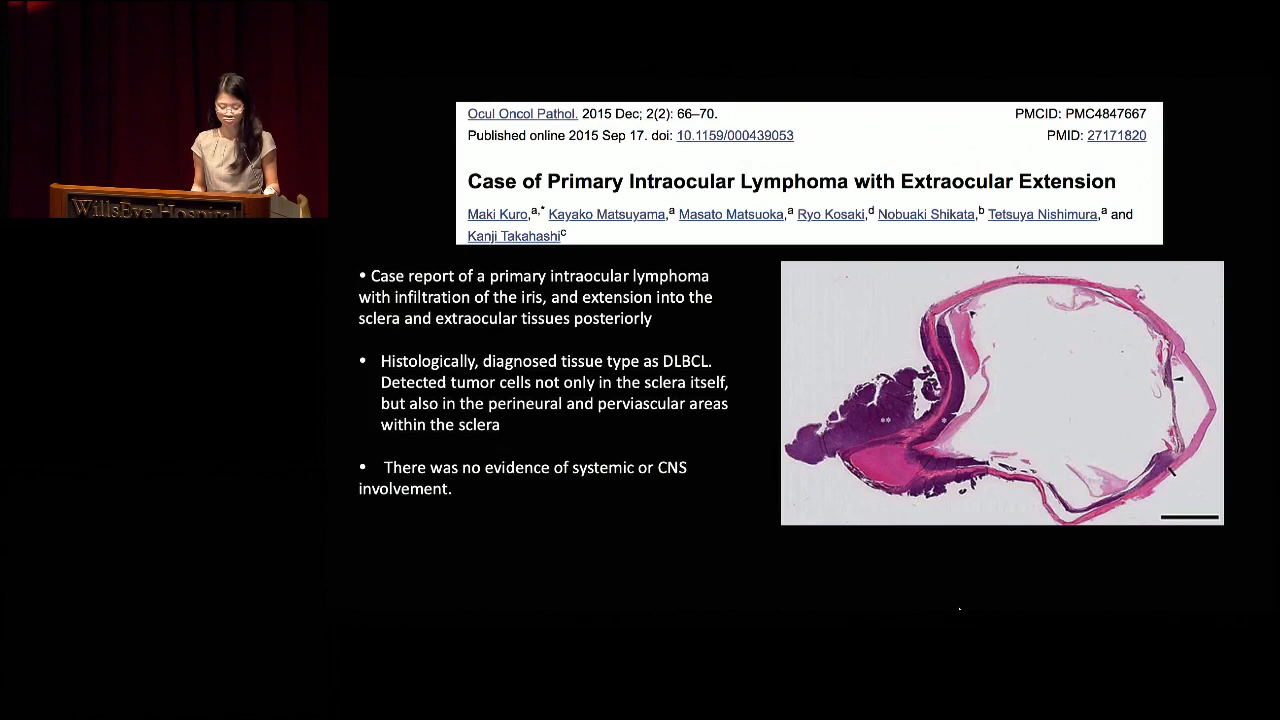 WillsEye Hospital
Ocul Oncol Pathol. 2015 Dec; 2(2): 66–70.
PMCID: PMC4847667
Published online 2015 Sep 17. doi: 10.1159/000439053
PMID: 27171820
Case of Primary Intraocular Lymphoma with Extraocular Extension
Maki Kuro,a,* Kayako Matsuyama,a Masato Matsuoka,a Ryo Kosaki,d Nobuaki Shikata,b Tetsuya Nishimura,a and
Kanji Takahashic
• Case report of a primary intraocular lymphoma
with infiltration of the iris, and extension into the
sclera and extraocular tissues posteriorly
• Histologically, diagnosed tissue type as DLBCL.
Detected tumor cells not only in the sclera itself,
but also in the perineural and perviascular areas
within the sclera
• There was no evidence of systemic or CNS
involvement.
** *